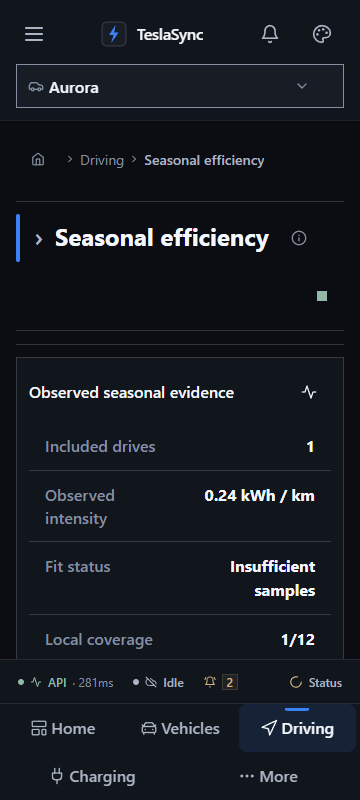 TeslaSync
Aurora
Driving
Seasonal efficiency
Seasonal efficiency
Observed seasonal evidence
Included drives 1
Observed intensity 0.24 kWh / km
Fit status Insufficient samples
Local coverage 1/12
API · 281ms Idle 2 Status
Home Vehicles Driving
Charging More